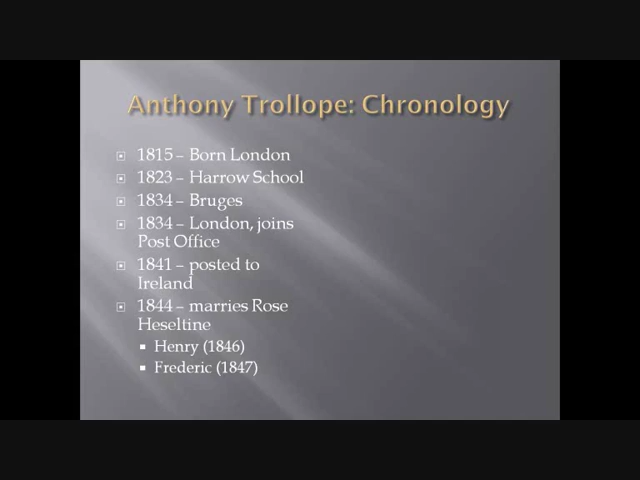 Anthony Trollope: Chronology
1815 – Born London
1823 – Harrow School
1834 – Bruges
1834 – London, joins
Post Office
1841 – posted to
Ireland
1844 – marries Rose
Heseltine
Henry (1846)
Frederic (1847)